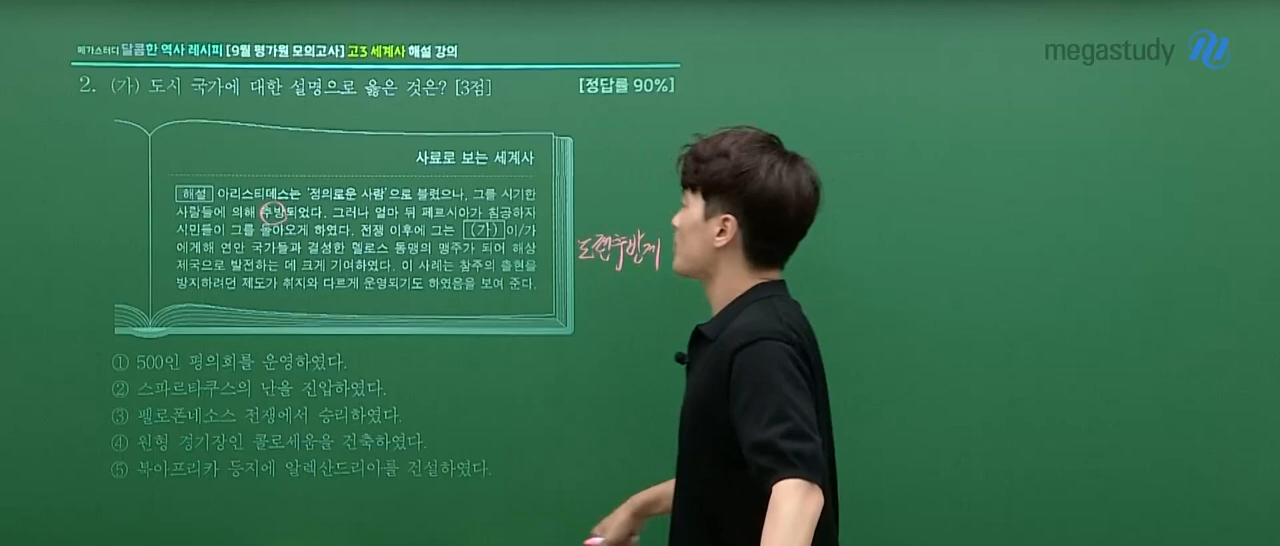 메가스터디 달콤한 역사 레시피 [9월 평가원 모의고사] 고3 세계사 해설 강의
megastudy
2. (가) 도시 국가에 대한 설명으로 옳은 것은? [3점]
[정답률 90%]
사료로 보는 세계사
해설 아리스티데스는 '정의로운 사람'으로 불렸으나, 그를 시기한
사람들에 의해 추방되었다. 그러나 얼마 뒤 페르시아가 침공하자
시민들이 그를 돌아오게 하였다. 전쟁 이후에 그는 (가) 이/가
에게해 연안 국가들과 결성한 델로스 동맹의 맹주가 되어 해상
제국으로 발전하는 데 크게 기여하였다. 이 사례는 참주의 출현을
방지하려던 제도가 취지와 다르게 운영되기도 하였음을 보여 준다.
도편추방제
① 500인 평의회를 운영하였다.
② 스파르타쿠스의 난을 진압하였다.
③ 펠로폰네소스 전쟁에서 승리하였다.
④ 원형 경기장인 콜로세움을 건축하였다.
⑤ 북아프리카 등지에 알렉산드리아를 건설하였다.